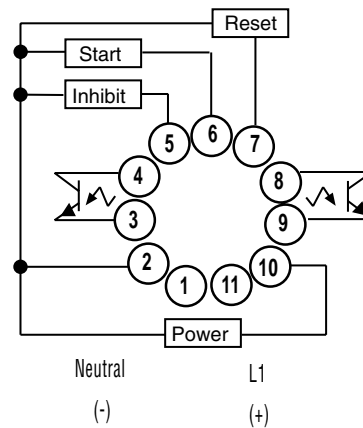 Reset
Start
Inhibit
5 6 7
4 8
3 9
2 10
1 11
Power
Neutral L1
(-) (+)